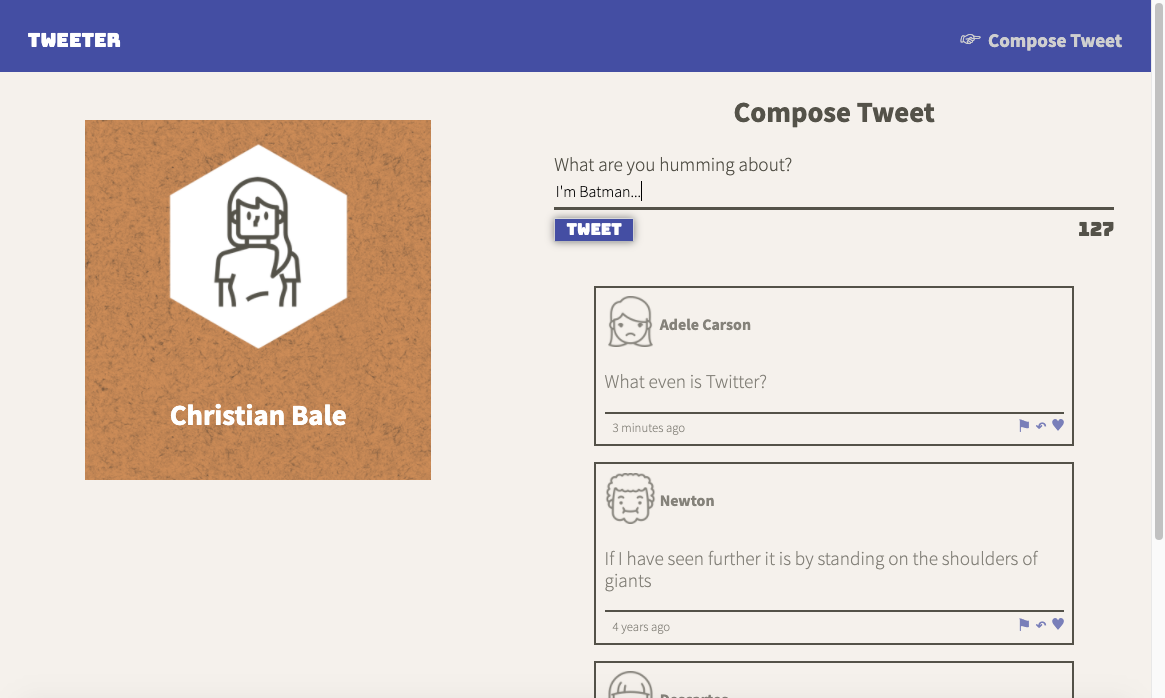 TWEETER
Compose Tweet
Christian Bale
Compose Tweet
What are you humming about?
I'm Batman...
TWEET
127
Adele Carson
What even is Twitter?
3 minutes ago
Newton
If I have seen further it is by standing on the shoulders of
giants
4 years ago